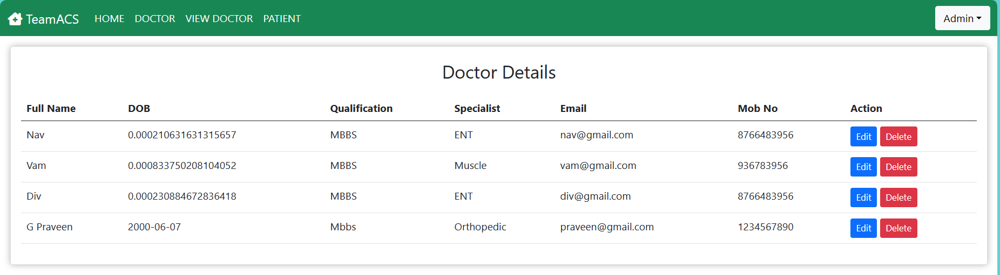 TeamACS HOME DOCTOR VIEW DOCTOR PATIENT Admin
Doctor Details
Full Name DOB Qualification Specialist Email Mob No Action
Nav 0.000210631631315657 MBBS ENT nav@gmail.com 8766483956 Edit Delete
Vam 0.000833750208104052 MBBS Muscle vam@gmail.com 936783956 Edit Delete
Div 0.000230884672836418 MBBS ENT div@gmail.com 8766483956 Edit Delete
G Praveen 2000-06-07 Mbbs Orthopedic praveen@gmail.com 1234567890 Edit Delete